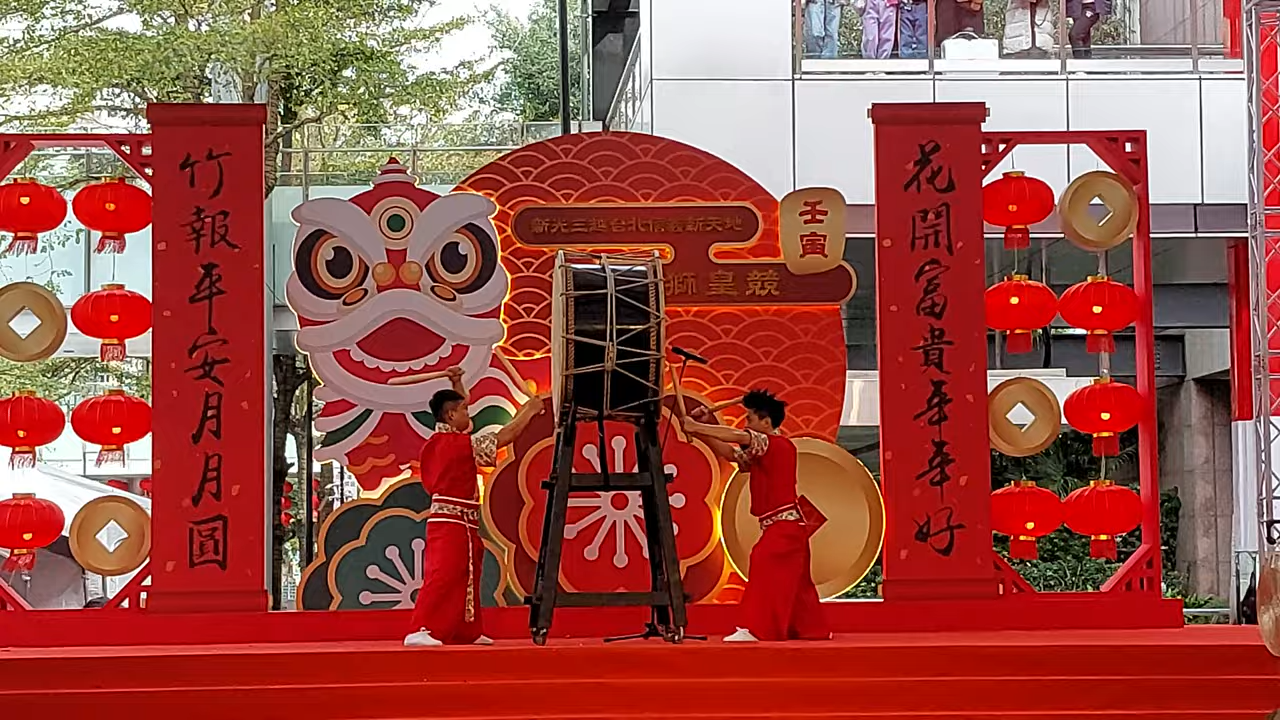 竹報平安月月圓
新光三越台北信義新天地
壬寅
獅皇競
花開富貴年年好